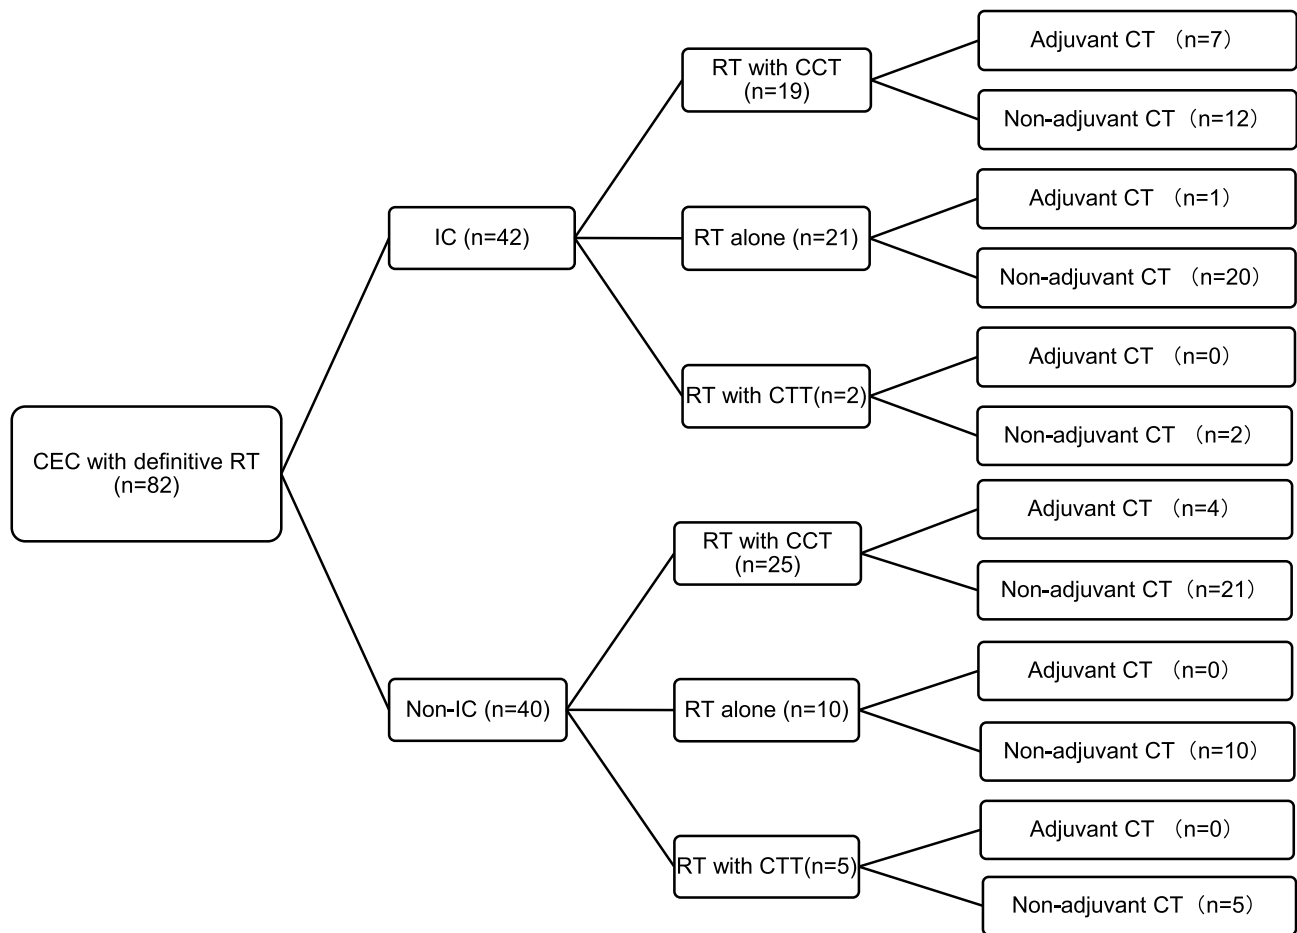 CEC with definitive RT
(n=82)
IC (n=42)
RT with CCT
(n=19)
Adjuvant CT （n=7）
Non-adjuvant CT（n=12）
RT alone (n=21)
Adjuvant CT （n=1）
Non-adjuvant CT （n=20）
RT with CTT(n=2)
Adjuvant CT （n=0）
Non-adjuvant CT （n=2）
Non-IC (n=40)
RT with CCT
(n=25)
Adjuvant CT （n=4）
Non-adjuvant CT（n=21）
RT alone (n=10)
Adjuvant CT （n=0）
Non-adjuvant CT（n=10）
RT with CTT(n=5)
Adjuvant CT （n=0）
Non-adjuvant CT（n=5）